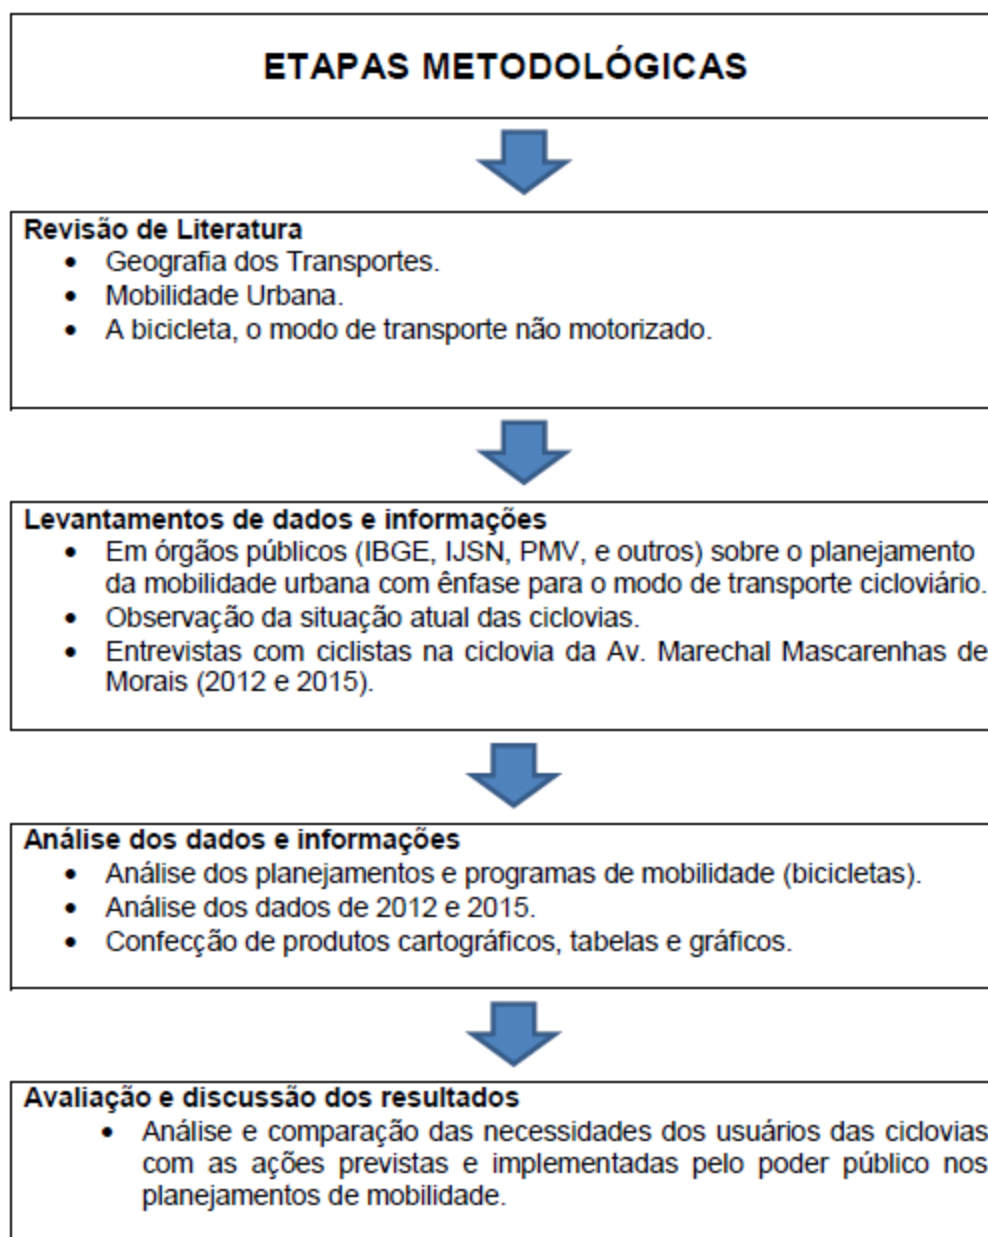 ETAPAS METODOLÓGICAS
Revisão de Literatura
• Geografia dos Transportes.
• Mobilidade Urbana.
• A bicicleta, o modo de transporte não motorizado.
Levantamentos de dados e informações
• Em órgãos públicos (IBGE, IJSN, PMV, e outros) sobre o planejamento
da mobilidade urbana com ênfase para o modo de transporte cicloviário.
• Observação da situação atual das ciclovias.
• Entrevistas com ciclistas na ciclovia da Av. Marechal Mascarenhas de
Morais (2012 e 2015).
Análise dos dados e informações
• Análise dos planejamentos e programas de mobilidade (bicicletas).
• Análise dos dados de 2012 e 2015.
• Confecção de produtos cartográficos, tabelas e gráficos.
Avaliação e discussão dos resultados
• Análise e comparação das necessidades dos usuários das ciclovias
com as ações previstas e implementadas pelo poder público nos
planejamentos de mobilidade.